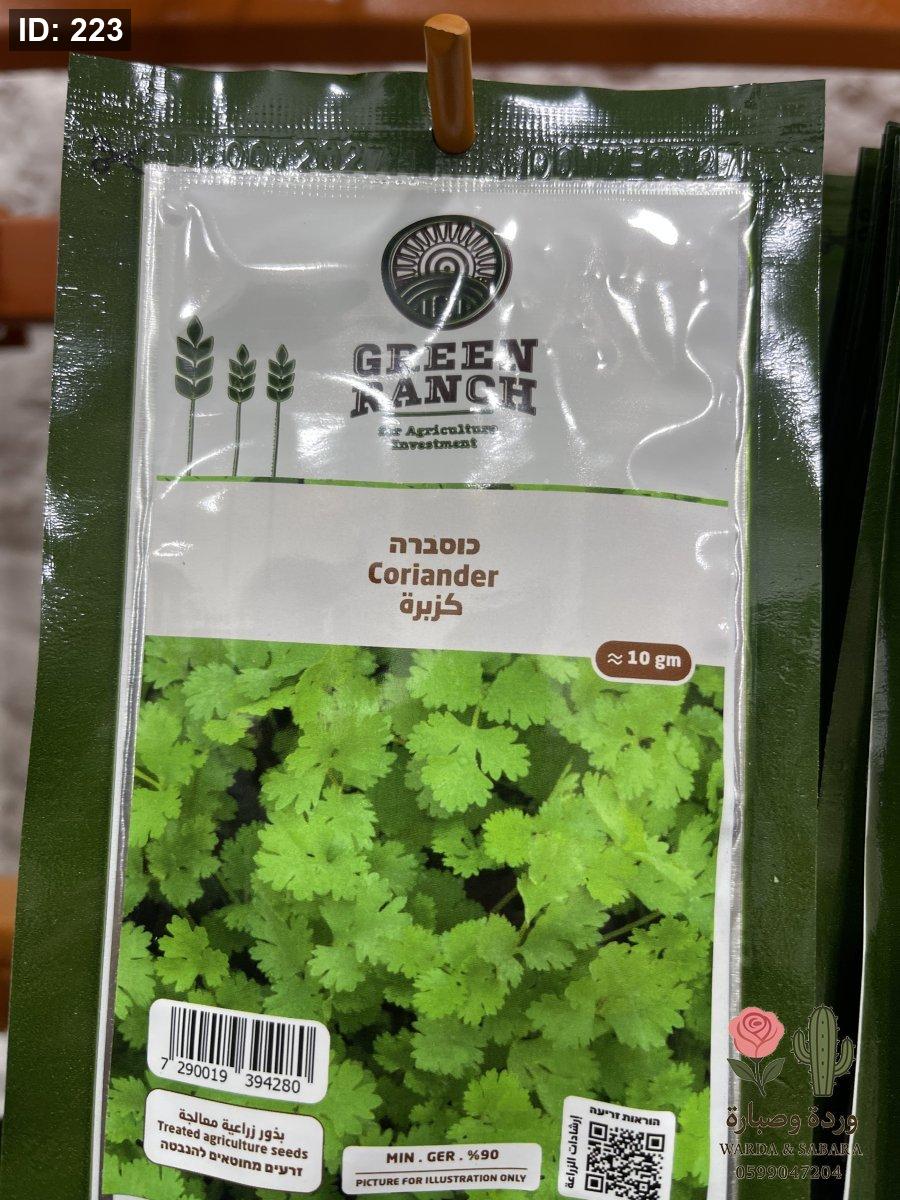 ID: 223
GREEN
RANCH
for Agriculture
Investment
כוסברה
Coriander
كزبرة
≈ 10 gm
7 290019 394280
بذور زراعية معالجة
Treated agriculture seeds
זרעים מחוטאים להנבטה
MIN . GER . %90
PICTURE FOR ILLUSTRATION ONLY
הוראות זריעה
إرشادات الزراعة
وردة وصبارة
WARDA & SABARA
0599047204